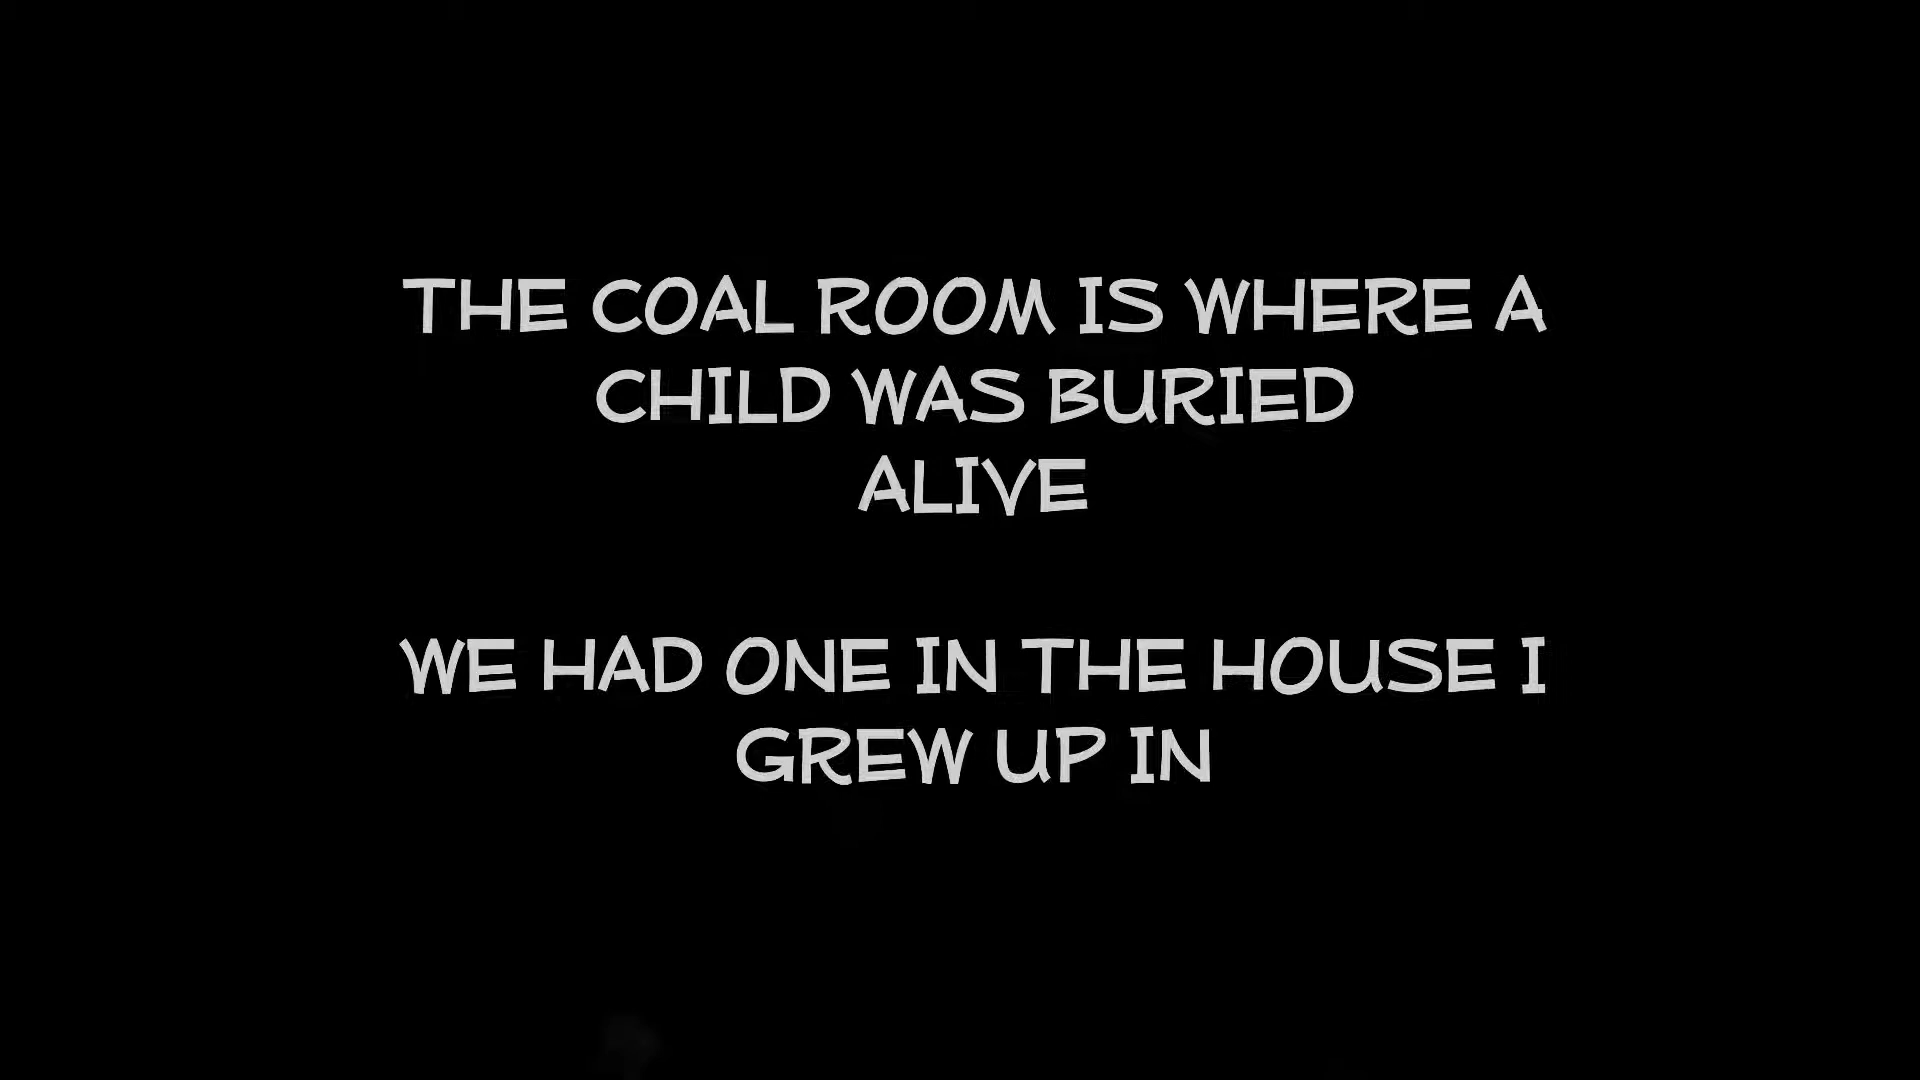 THE COAL ROOM IS WHERE A
CHILD WAS BURIED
ALIVE
WE HAD ONE IN THE HOUSE I
GREW UP IN